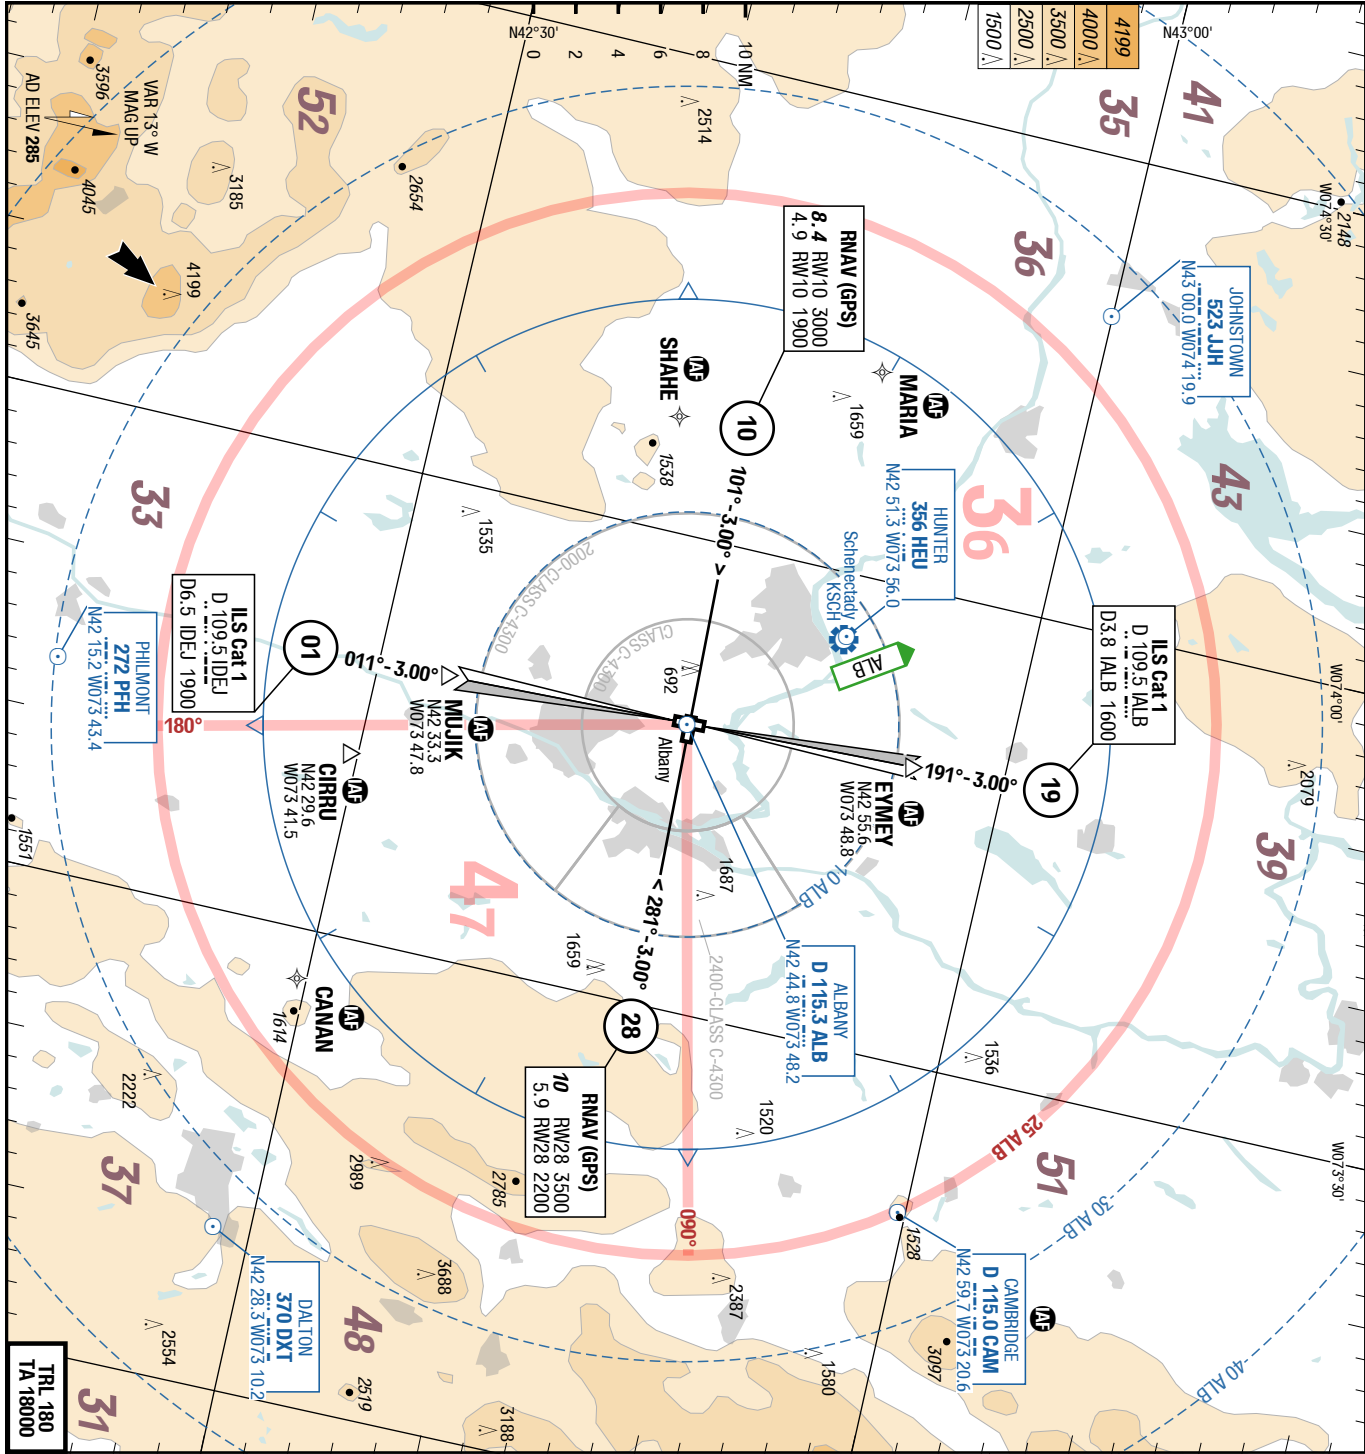 4199
4000
3500
2500
1500
N43°00'
N42°30'
0 2 4 6 8 10 NM
41
35
52
VAR 13° W
MAG UP
AD ELEV 285
3596
4045
3185
2654
4199
3645
2514
W074°30'
2148
36
RNAV (GPS)
8.4 RW10 3000
4.9 RW10 1900
10
101°-3.00° >
JOHNSTOWN
523 JJH
N43 00.0 W074 19.9
IAF
MARIA
1659
IAF
SHAHE
1538
1535
43
36
HUNTER
356 HEU
N42 51.3 W073 56.0
Schenectady
KSCH
ALB
33
2000-CLASS C-4300
CLASS C-4300
692
Albany
ILS Cat 1
D 109.5 IDEJ
D6.5 IDEJ 1900
01
011°-3.00°
PHILMONT
272 PFH
N42 15.2 W073 43.4
180°
IAF
MUJIK
N42 33.3
W073 47.8
IAF
CIRRU
N42 29.6
W073 41.5
ILS Cat 1
D 109.5 IALB
D3.8 IALB 1600
19
191°-3.00°
IAF
EYMEY
N42 55.6
W073 48.8
W074°00'
2079
39
1551
47
1687
10 ALB
ALBANY
D 115.3 ALB
N42 44.8 W073 48.2
2400-CLASS C-4300
1659
< 281°-3.00°
28
RNAV (GPS)
10 RW28 3500
5.9 RW28 2200
IAF
CANAN
1614
2222
1536
1520
25 ALB
51
W073°30'
37
2989
2785
090°
1528
30 ALB
IAF
CAMBRIDGE
D 115.0 CAM
N42 59.7 W073 20.6
3097
40 ALB
2387
3688
1580
DALTON
370 DXT
N42 28.3 W073 10.2
48
2554
2519
3188
31
TRL 180
TA 18000